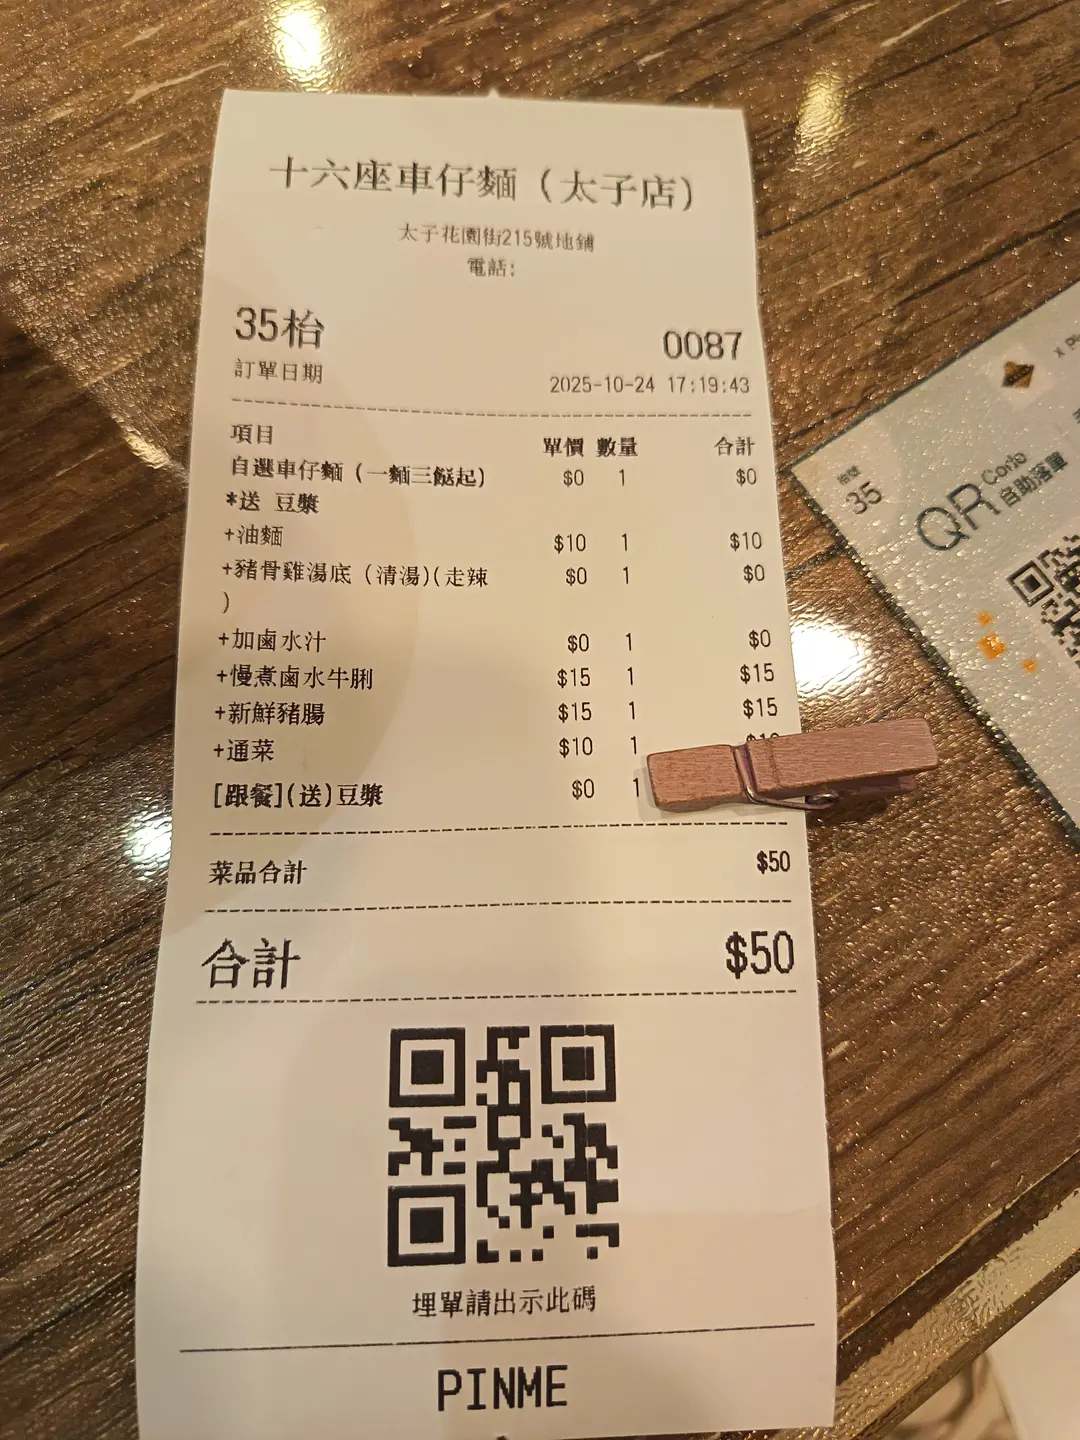 十六座車仔麵（太子店）
太子花園街215號地鋪
電話:
35枱
0087
訂單日期
2025-10-24 17:19:43
項目 單價 數量 合計
自選車仔麵（一麵三餸起） $0 1 $0
*送 豆漿
+油麵 $10 1 $10
+豬骨雞湯底（清湯）(走辣 $0 1 $0
)
+加鹵水汁 $0 1 $0
+慢煮鹵水牛脷 $15 1 $15
+新鮮豬腸 $15 1 $15
+通菜 $10 1
[跟餐](送)豆漿 $0 1
菜品合計 $50
合計 $50
埋單請出示此碼
PINME
35
QR Code
自助落單